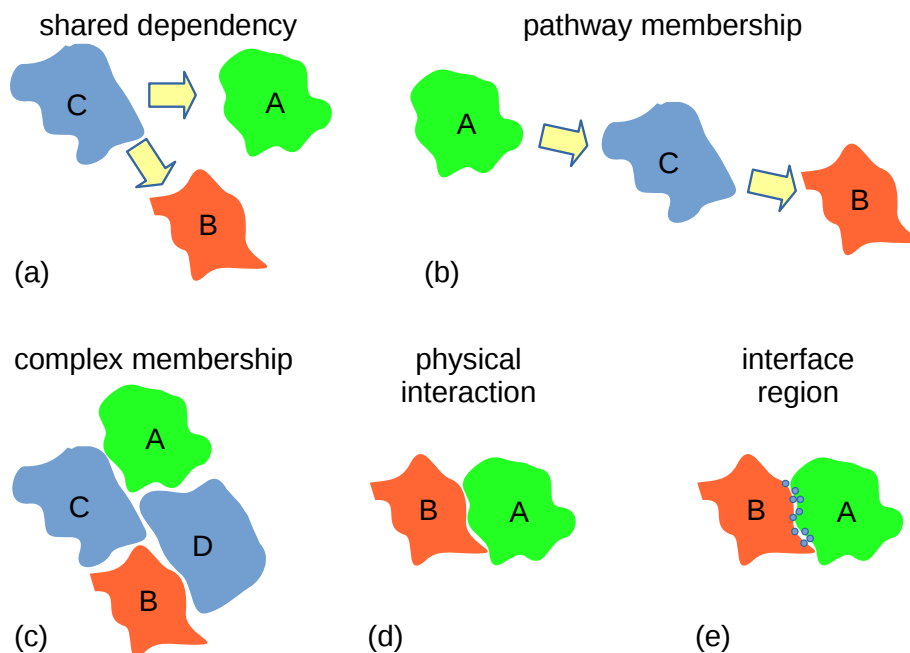 shared dependency
C
A
B
(a)
pathway membership
A
C
B
(b)
complex membership
A
C
D
B
(c)
physical
interaction
B
A
(d)
interface
region
B
A
(e)